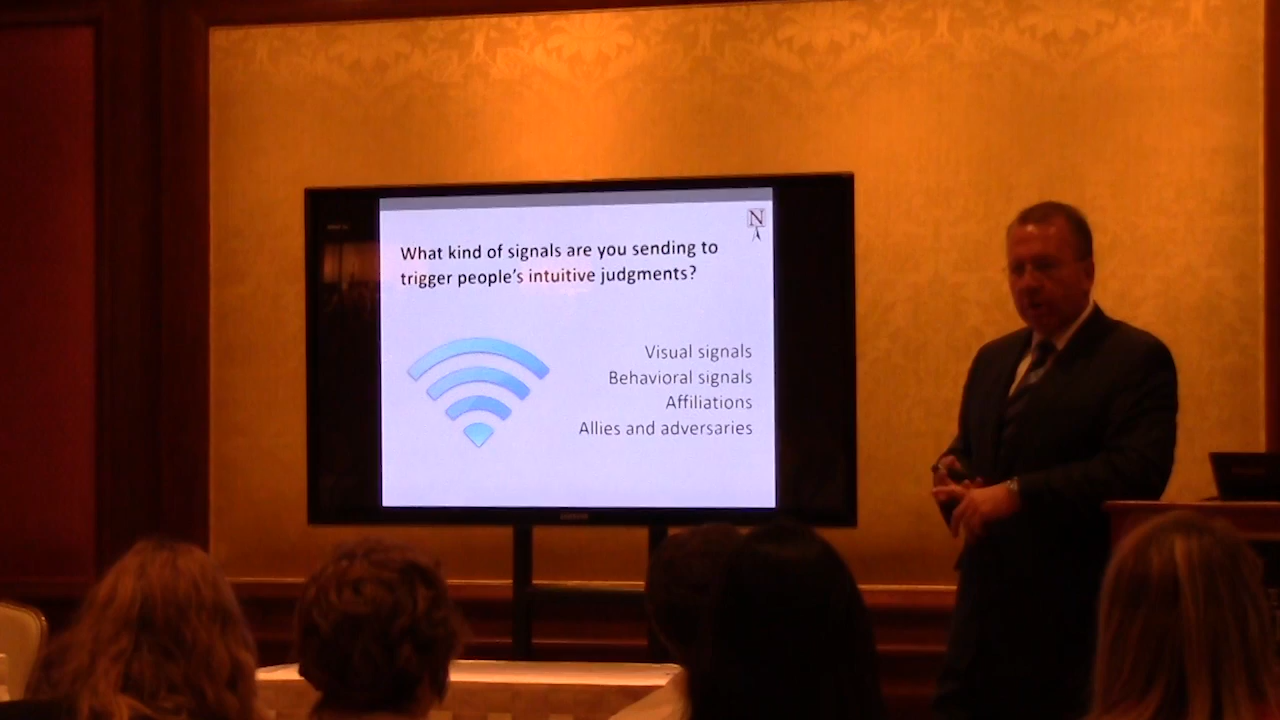 N
What kind of signals are you sending to
trigger people's intuitive judgments?
Visual signals
Behavioral signals
Affiliations
Allies and adversaries